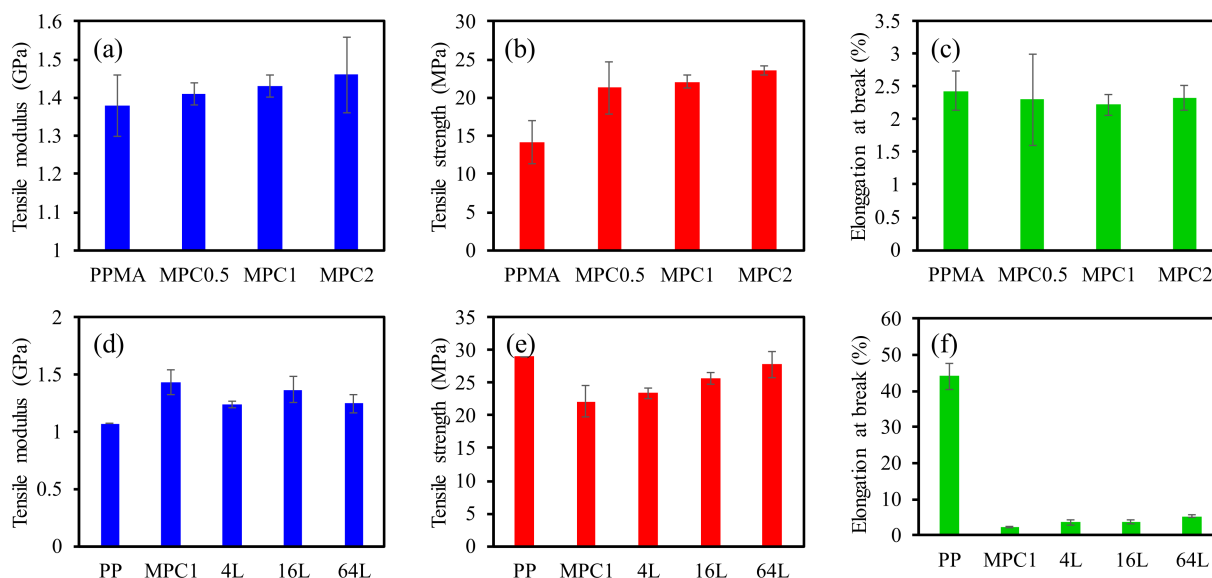 (a)
Tensile modulus (GPa)
1.6
1.5
1.4
1.3
1.2
1.1
1
PPMA MPC0.5 MPC1 MPC2
(b)
Tensile strength (MPa)
30
25
20
15
10
5
0
PPMA MPC0.5 MPC1 MPC2
(c)
Elonggation at break (%)
3.5
3
2.5
2
1.5
1
0.5
0
PPMA MPC0.5 MPC1 MPC2
(d)
Tensile modulus (GPa)
2
1.5
1
0.5
0
PP MPC1 4L 16L 64L
(e)
Tensile strength (MPa)
35
30
25
20
15
10
5
0
PP MPC1 4L 16L 64L
(f)
Elongation at break (%)
60
50
40
30
20
10
0
PP MPC1 4L 16L 64L